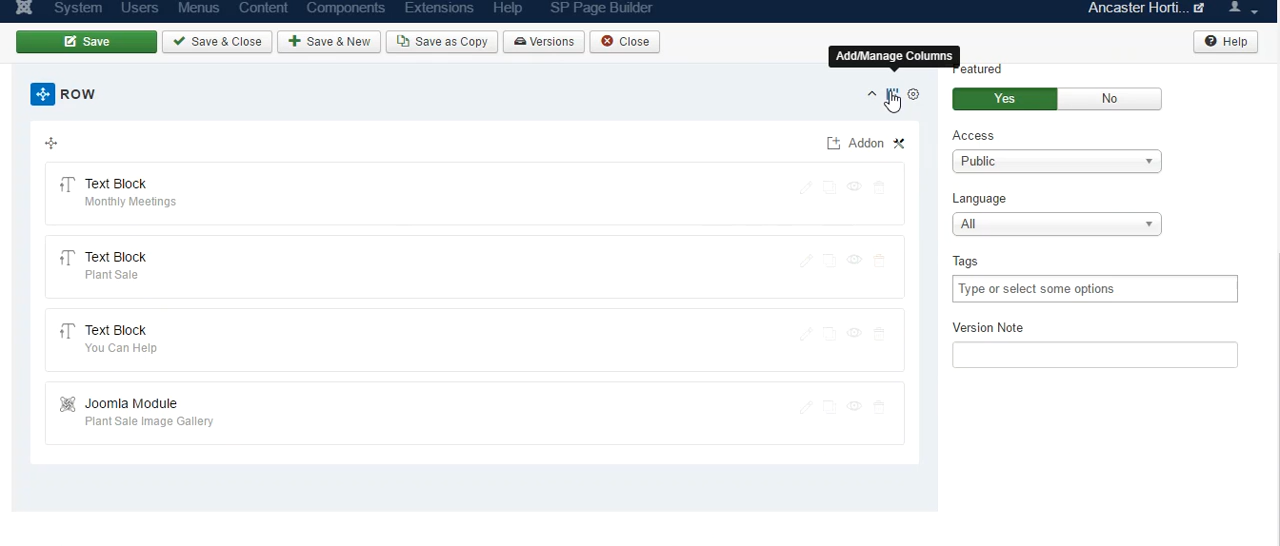 System Users Menus Content Components Extensions Help SP Page Builder Ancaster Horti...
Save Save & Close Save & New Save as Copy Versions Close Help
Add/Manage Columns
Featured
ROW
Yes No
Access
Addon
Public
Text Block
Monthly Meetings
Language
All
Text Block
Plant Sale
Tags
Type or select some options
Text Block
You Can Help
Version Note
Joomla Module
Plant Sale Image Gallery